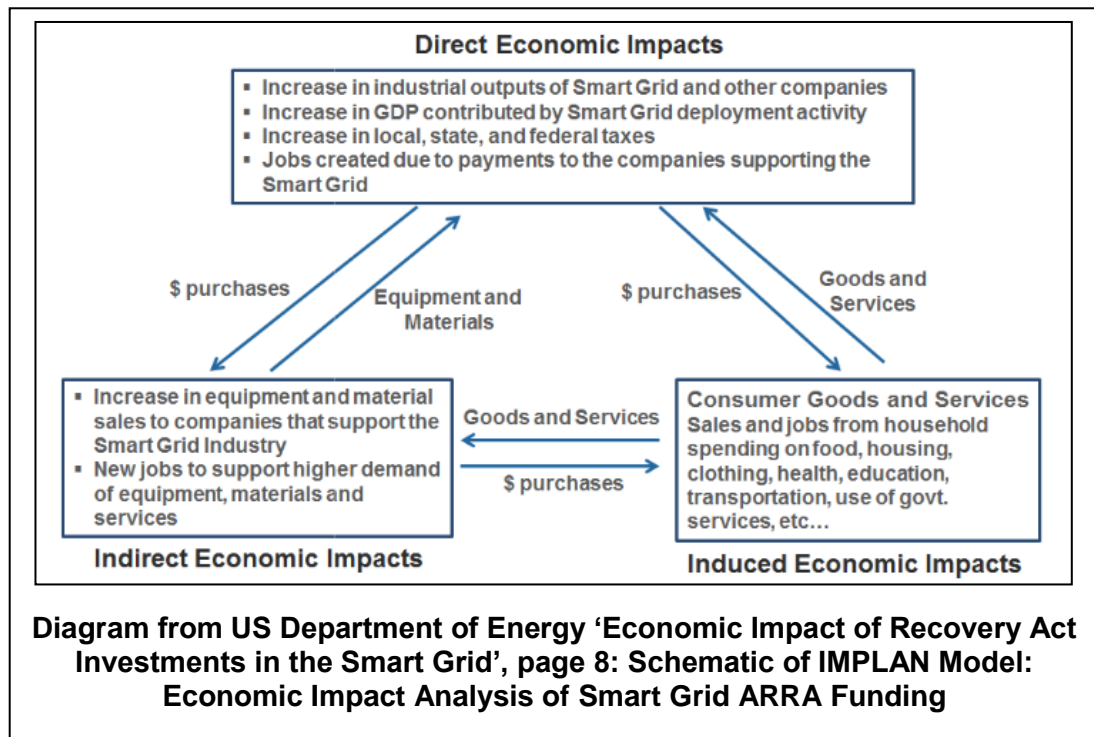 Direct Economic Impacts
▪ Increase in industrial outputs of Smart Grid and other companies
▪ Increase in GDP contributed by Smart Grid deployment activity
▪ Increase in local, state, and federal taxes
▪ Jobs created due to payments to the companies supporting the
Smart Grid
$ purchases
Equipment and
Materials
$ purchases
Goods and
Services
▪ Increase in equipment and material
sales to companies that support the
Smart Grid Industry
▪ New jobs to support higher demand
of equipment, materials and
services
Indirect Economic Impacts
Goods and Services
$ purchases
Consumer Goods and Services
Sales and jobs from household
spending on food, housing,
clothing, health, education,
transportation, use of govt.
services, etc…
Induced Economic Impacts
Diagram from US Department of Energy ‘Economic Impact of Recovery Act
Investments in the Smart Grid’, page 8: Schematic of IMPLAN Model:
Economic Impact Analysis of Smart Grid ARRA Funding